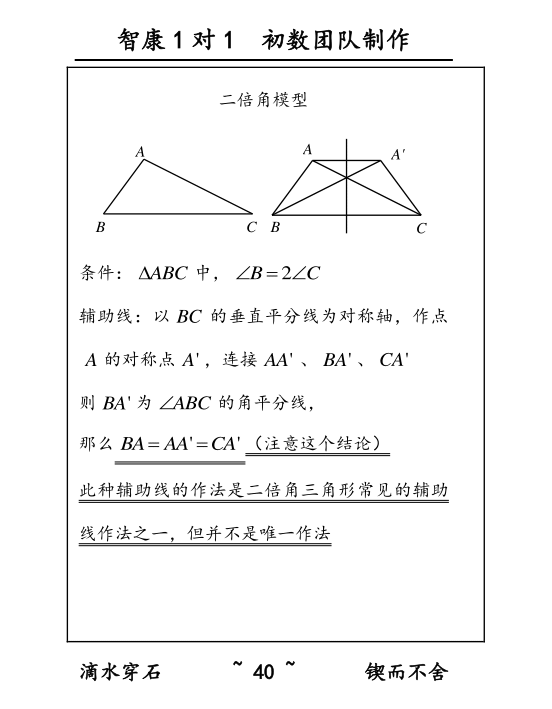 智康1对1 初数团队制作
二倍角模型
A
B
C
A
A'
B
C
条件：ΔABC 中，∠B=2∠C
辅助线：以 BC 的垂直平分线为对称轴，作点
A 的对称点 A'，连接 AA'、BA'、CA'
则 BA' 为 ∠ABC 的角平分线，
那么 BA=AA'=CA'（注意这个结论）
此种辅助线的作法是二倍角三角形常见的辅助
线作法之一，但并不是唯一作法
滴水穿石 ~ 40 ~ 锲而不舍